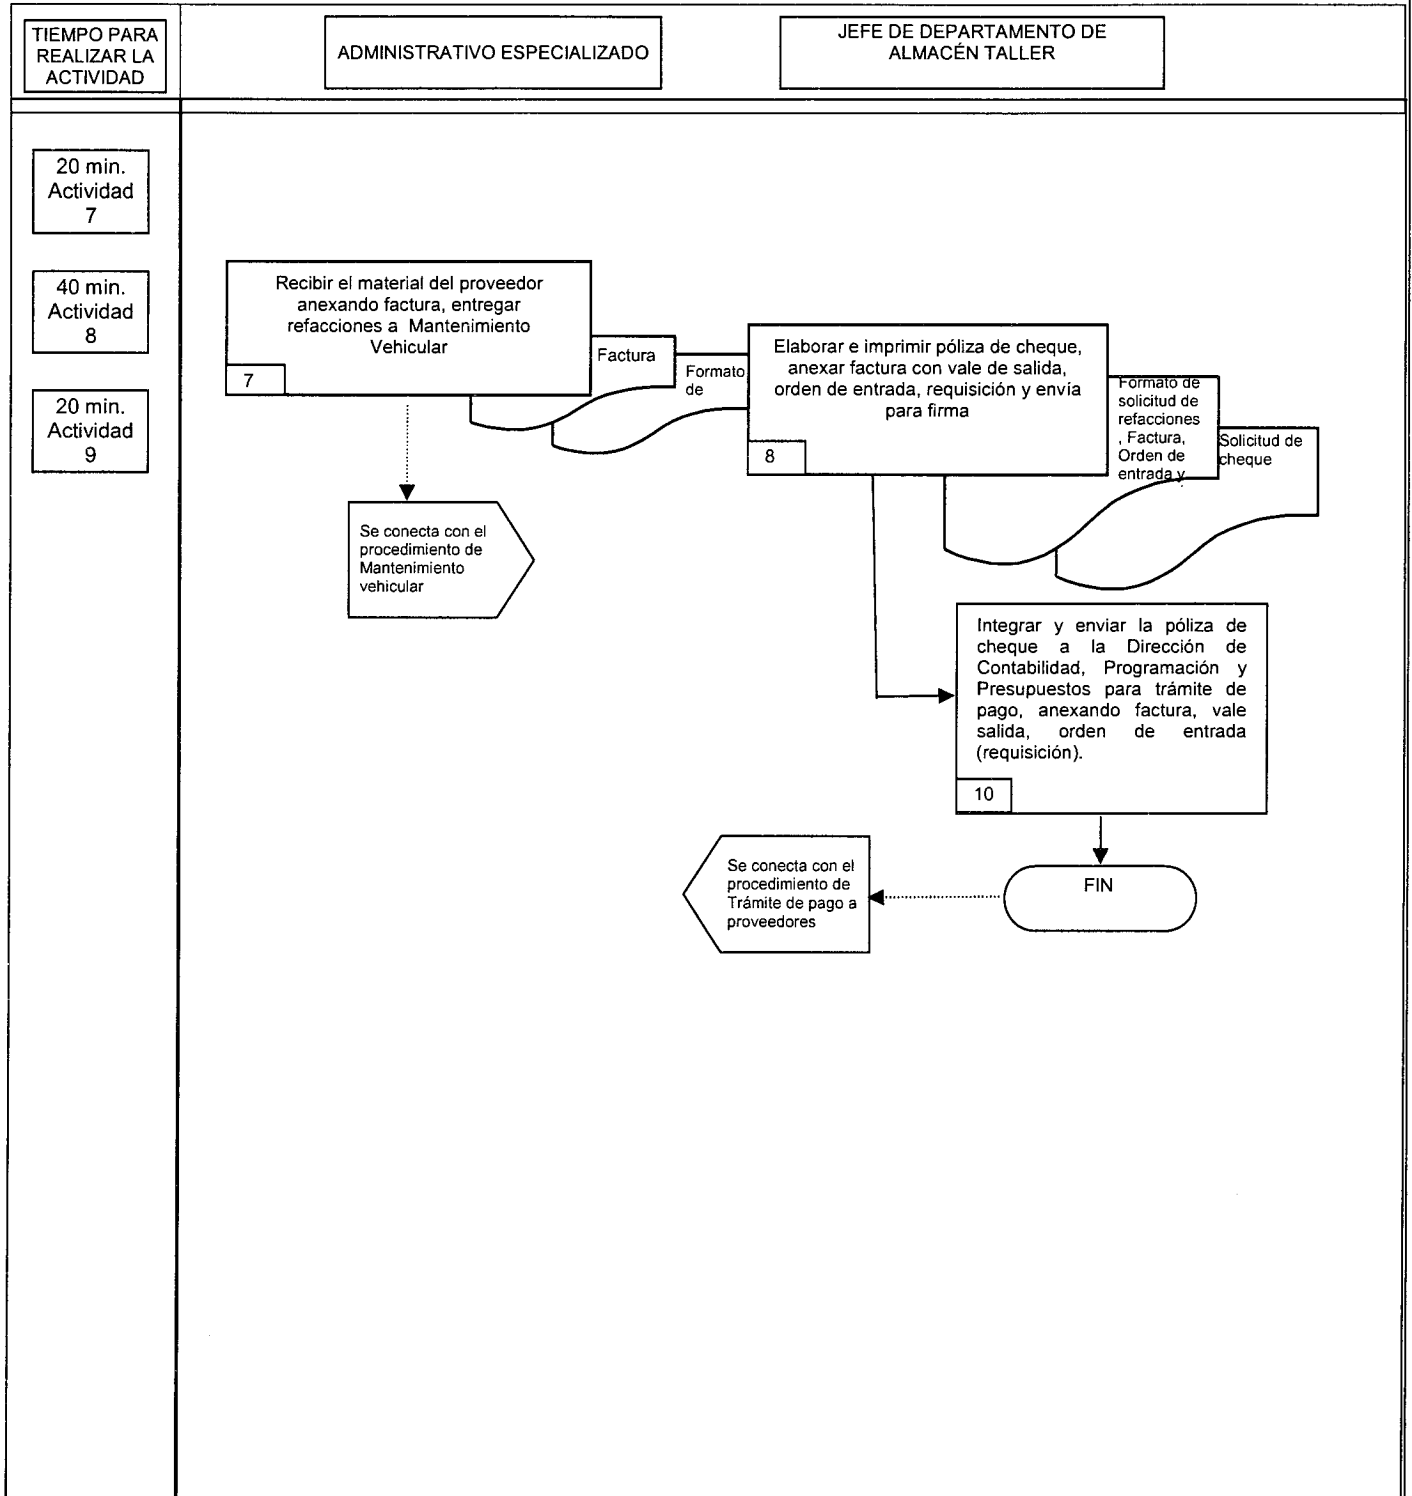 TIEMPO PARA
REALIZAR LA
ACTIVIDAD
ADMINISTRATIVO ESPECIALIZADO
JEFE DE DEPARTAMENTO DE
ALMACÉN TALLER
20 min.
Actividad
7
40 min.
Actividad
8
20 min.
Actividad
9
Recibir el material del proveedor
anexando factura, entregar
refacciones a Mantenimiento
Vehicular
7
Factura
Formato
de
Elaborar e imprimir póliza de cheque,
anexar factura con vale de salida,
orden de entrada, requisición y envía
para firma
8
Formato de
solicitud de
refacciones
, Factura,
Orden de
entrada y
Solicitud de
cheque
Se conecta con el
procedimiento de
Mantenimiento
vehicular
Integrar y enviar la póliza de
cheque a la Dirección de
Contabilidad, Programación y
Presupuestos para trámite de
pago, anexando factura, vale
salida, orden de entrada
(requisición).
10
Se conecta con el
procedimiento de
Trámite de pago a
proveedores
FIN